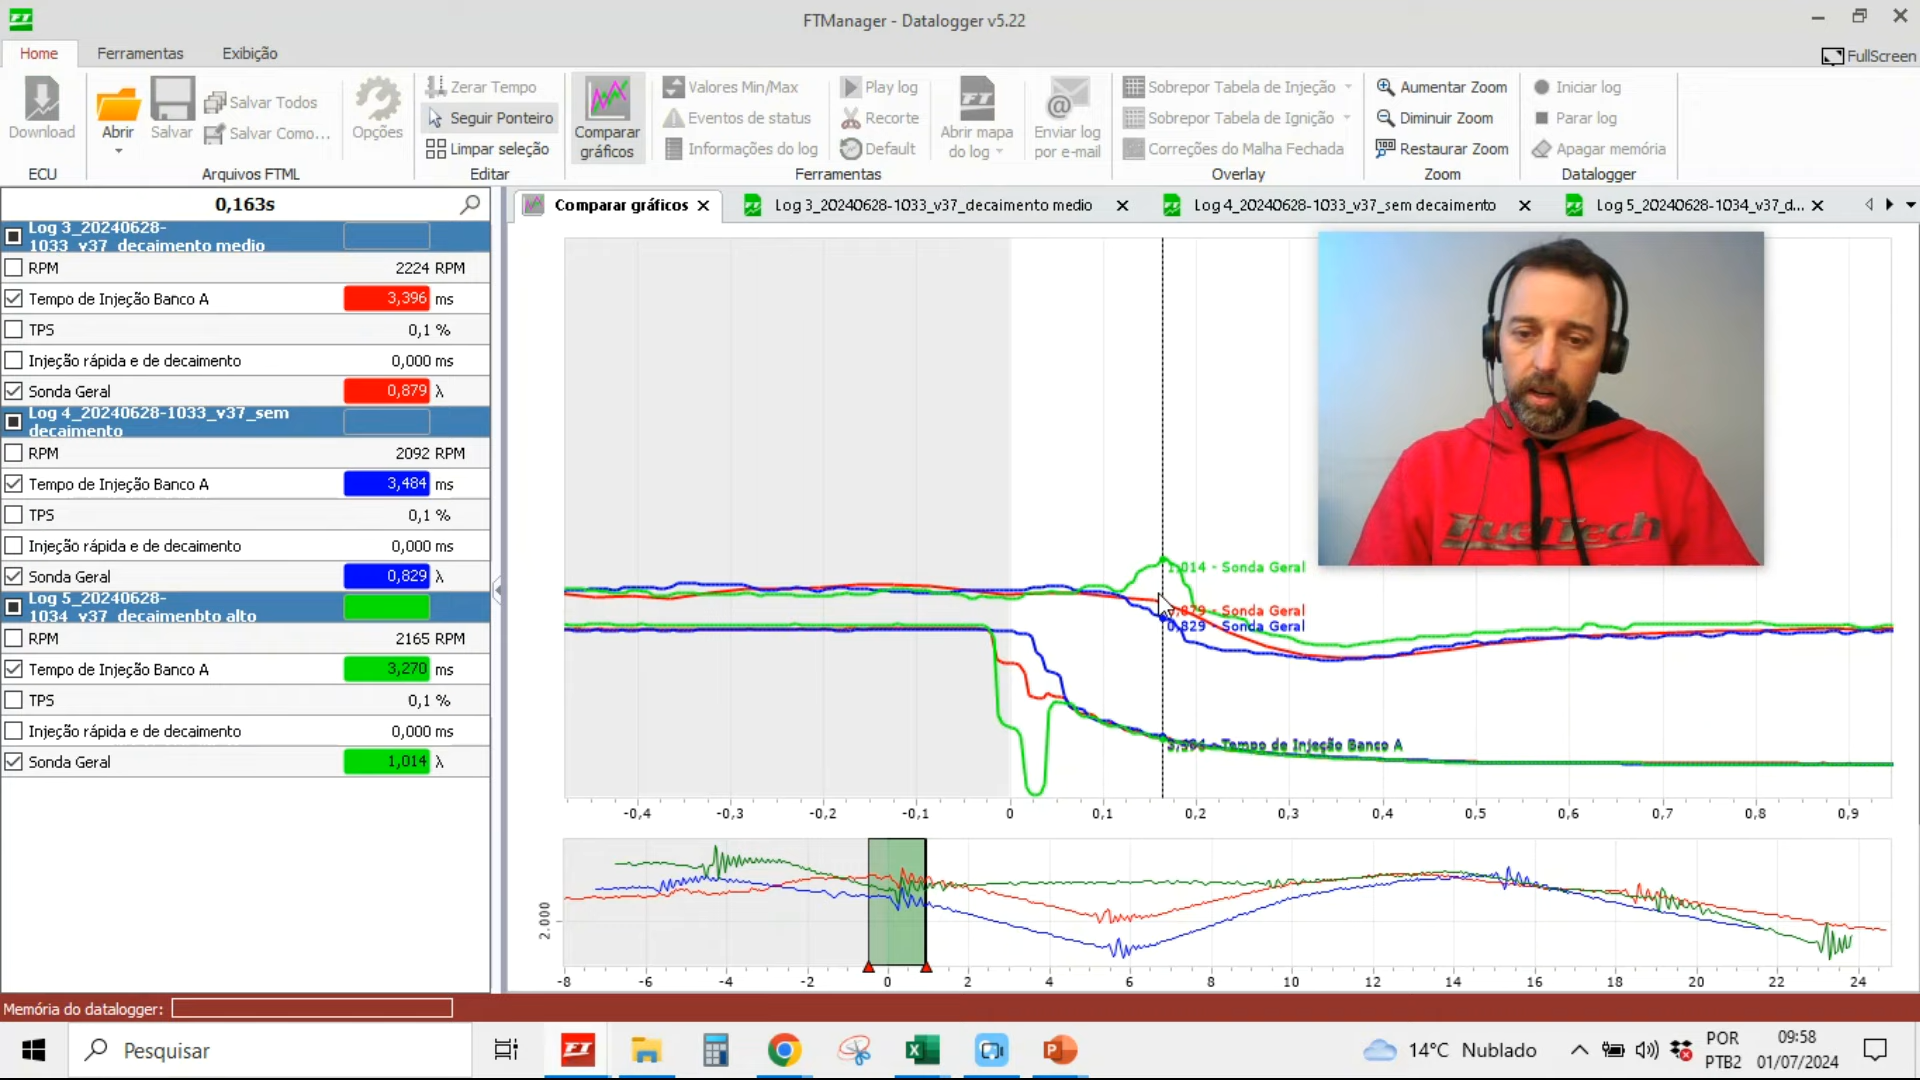 FT
FTManager - Datalogger v5.22
Home
Ferramentas
Exibição
FullScreen
Download
ECU
Abrir
Salvar
Salvar Todos
Salvar Como...
Arquivos FTML
Opções
Zerar Tempo
Seguir Ponteiro
Limpar seleção
Editar
Comparar
gráficos
Valores Min/Max
Eventos de status
Informações do log
Play log
Recorte
Default
FT
Abrir mapa
do log
Enviar log
por e-mail
Ferramentas
Sobrepor Tabela de Injeção
Sobrepor Tabela de Ignição
Correções do Malha Fechada
Overlay
Aumentar Zoom
Diminuir Zoom
100
Restaurar Zoom
Zoom
Iniciar log
Parar log
Apagar memória
Datalogger
0,163s
Log 3_20240628-
1033_v37_decaimento medio
RPM 2224 RPM
Tempo de Injeção Banco A 3,396 ms
TPS 0,1 %
Injeção rápida e de decaimento 0,000 ms
Sonda Geral 0,879 λ
Log 4_20240628-1033_v37_sem
decaimento
RPM 2092 RPM
Tempo de Injeção Banco A 3,484 ms
TPS 0,1 %
Injeção rápida e de decaimento 0,000 ms
Sonda Geral 0,829 λ
Log 5_20240628-
1034_v37_decaimenbto alto
RPM 2165 RPM
Tempo de Injeção Banco A 3,270 ms
TPS 0,1 %
Injeção rápida e de decaimento 0,000 ms
Sonda Geral 1,014 λ
Comparar gráficos
Log 3_20240628-1033_v37_decaimento medio
Log 4_20240628-1033_v37_sem decaimento
Log 5_20240628-1034_v37_d...
FuelTech
1,014 - Sonda Geral
0,879 - Sonda Geral
0,829 - Sonda Geral
Tempo de Injeção Banco A
-0,4 -0,3 -0,2 -0,1 0 0,1 0,2 0,3 0,4 0,5 0,6 0,7 0,8 0,9
2.000
-8 -6 -4 -2 0 2 4 6 8 10 12 14 16 18 20 22 24
Memória do datalogger:
Pesquisar
FT
14°C Nublado
POR
PTB2
09:58
01/07/2024